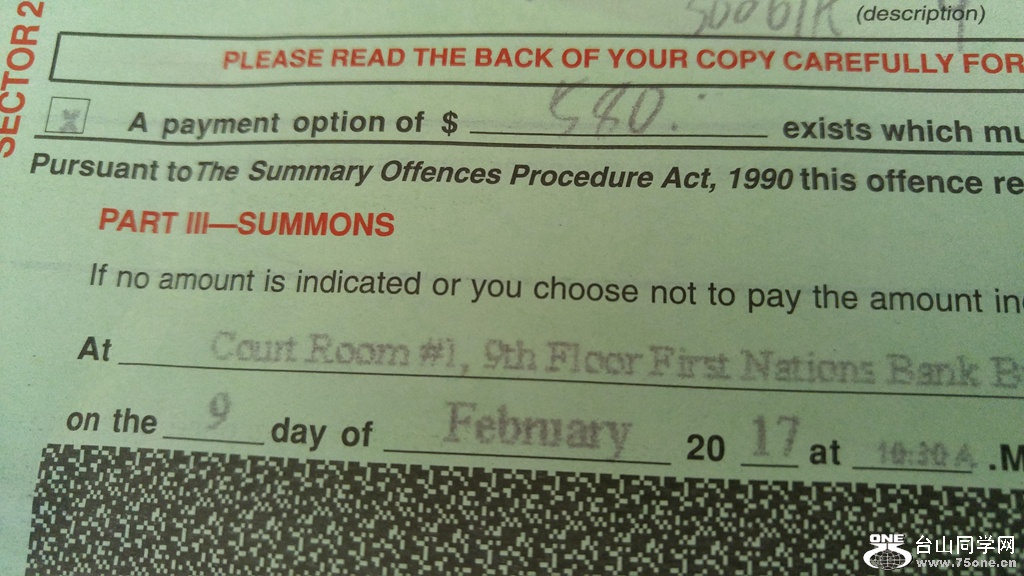 (description)
SECTOR 2
PLEASE READ THE BACK OF YOUR COPY CAREFULLY FOR
x A payment option of $ 580. exists which mu
Pursuant to The Summary Offences Procedure Act, 1990 this offence re
PART III—SUMMONS
If no amount is indicated or you choose not to pay the amount in
At Court Room #1, 9th Floor First Nations Bank B
on the 9 day of February 20 17 at 10:30 A .M
ONE 台山同学网
www.75one.cn